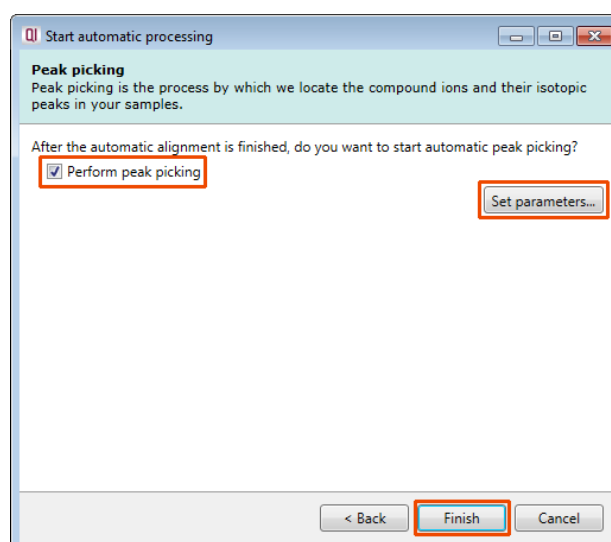 QI Start automatic processing
Peak picking
Peak picking is the process by which we locate the compound ions and their isotopic
peaks in your samples.
After the automatic alignment is finished, do you want to start automatic peak picking?
Perform peak picking
Set parameters...
< Back Finish Cancel